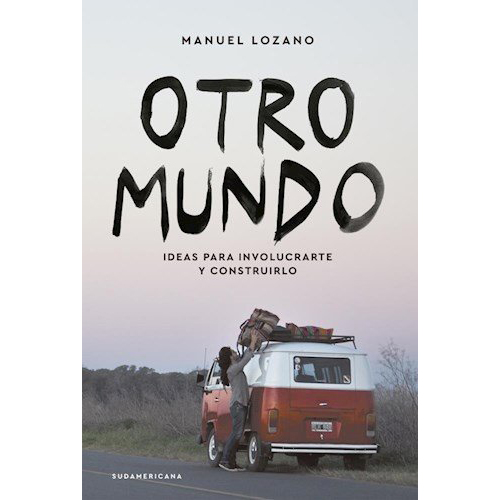 MANUEL LOZANO
OTRO
MUNDO
IDEAS PARA INVOLUCRARTE
Y CONSTRUIRLO
SUDAMERICANA